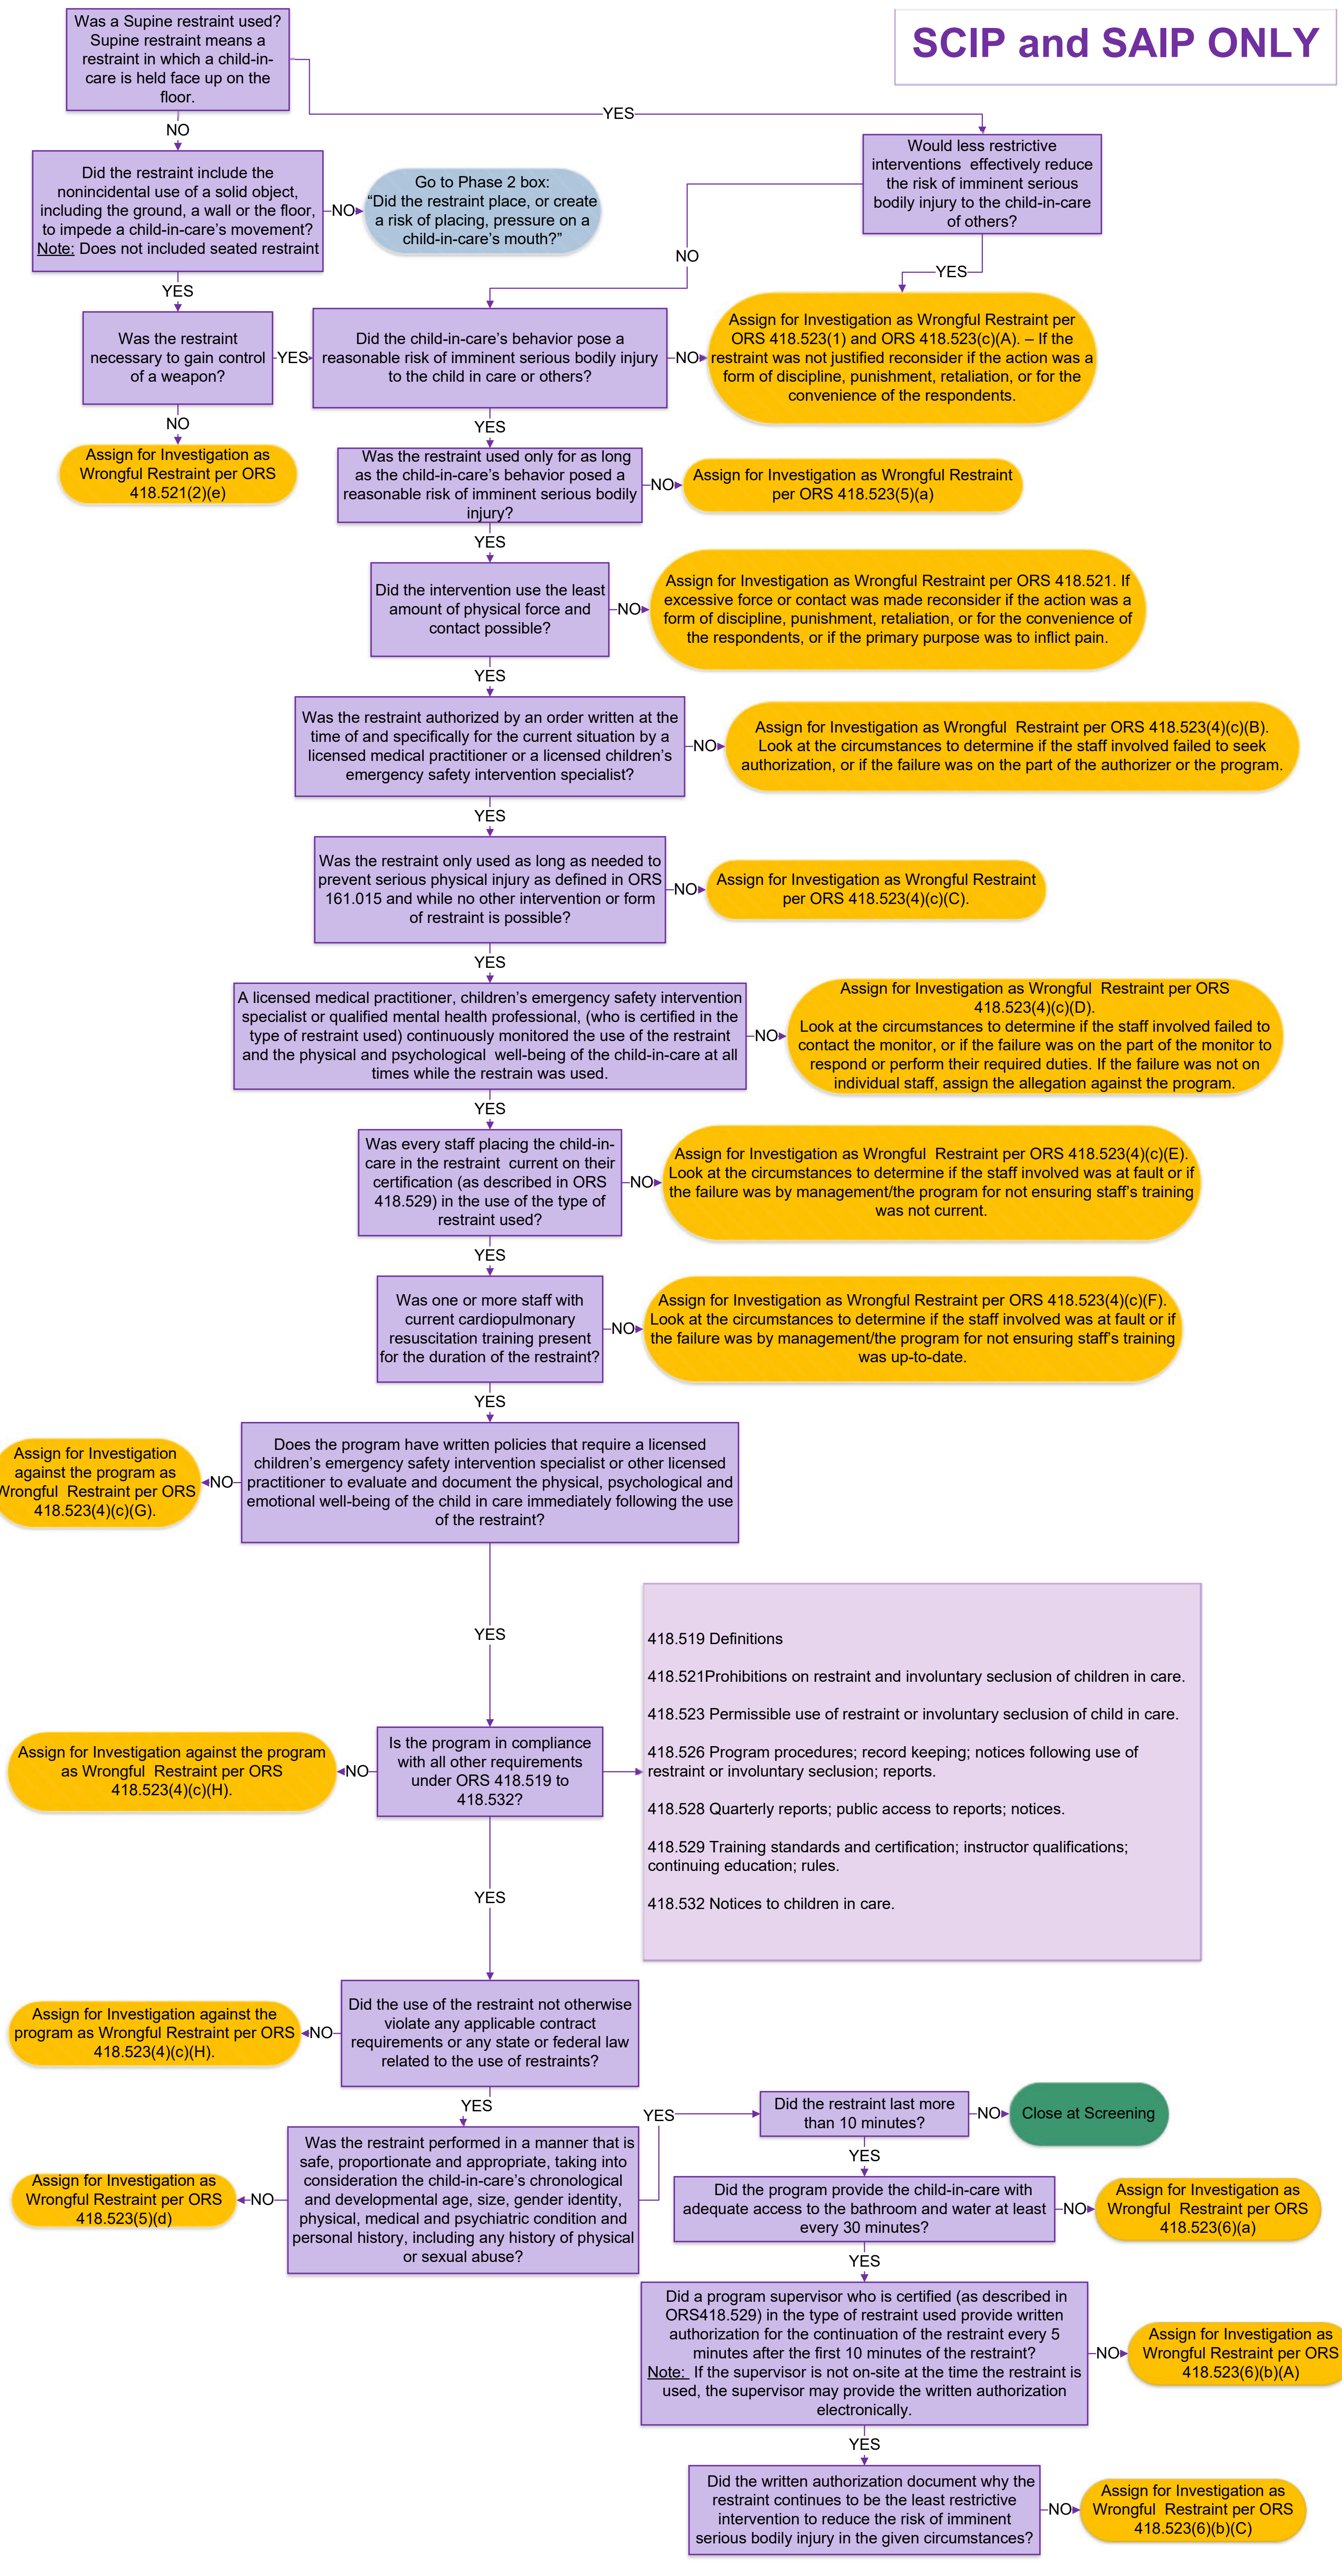 SCIP and SAIP ONLY
Was a Supine restraint used?
Supine restraint means a
restraint in which a child-in-
care is held face up on the
floor.
YES
NO
Would less restrictive
interventions effectively reduce
the risk of imminent serious
bodily injury to the child-in-care
of others?
Did the restraint include the
nonincidental use of a solid object,
including the ground, a wall or the floor,
to impede a child-in-care's movement?
Note: Does not included seated restraint
NO
Go to Phase 2 box:
“Did the restraint place, or create
a risk of placing, pressure on a
child-in-care's mouth?”
NO
YES
YES
Was the restraint
necessary to gain control
of a weapon?
YES
Did the child-in-care's behavior pose a
reasonable risk of imminent serious bodily injury
to the child in care or others?
NO
Assign for Investigation as Wrongful Restraint per
ORS 418.523(1) and ORS 418.523(c)(A). – If the
restraint was not justified reconsider if the action was a
form of discipline, punishment, retaliation, or for the
convenience of the respondents.
NO
YES
Assign for Investigation as
Wrongful Restraint per ORS
418.521(2)(e)
Was the restraint used only for as long
as the child-in-care's behavior posed a
reasonable risk of imminent serious bodily
injury?
NO
Assign for Investigation as Wrongful Restraint
per ORS 418.523(5)(a)
YES
Did the intervention use the least
amount of physical force and
contact possible?
NO
Assign for Investigation as Wrongful Restraint per ORS 418.521. If
excessive force or contact was made reconsider if the action was a
form of discipline, punishment, retaliation, or for the convenience of
the respondents, or if the primary purpose was to inflict pain.
YES
Was the restraint authorized by an order written at the
time of and specifically for the current situation by a
licensed medical practitioner or a licensed children's
emergency safety intervention specialist?
NO
Assign for Investigation as Wrongful Restraint per ORS 418.523(4)(c)(B).
Look at the circumstances to determine if the staff involved failed to seek
authorization, or if the failure was on the part of the authorizer or the program.
YES
Was the restraint only used as long as needed to
prevent serious physical injury as defined in ORS
161.015 and while no other intervention or form
of restraint is possible?
NO
Assign for Investigation as Wrongful Restraint
per ORS 418.523(4)(c)(C).
YES
A licensed medical practitioner, children's emergency safety intervention
specialist or qualified mental health professional, (who is certified in the
type of restraint used) continuously monitored the use of the restraint
and the physical and psychological well-being of the child-in-care at all
times while the restrain was used.
NO
Assign for Investigation as Wrongful Restraint per ORS
418.523(4)(c)(D).
Look at the circumstances to determine if the staff involved failed to
contact the monitor, or if the failure was on the part of the monitor to
respond or perform their required duties. If the failure was not on
individual staff, assign the allegation against the program.
YES
Was every staff placing the child-in-
care in the restraint current on their
certification (as described in ORS
418.529) in the use of the type of
restraint used?
NO
Assign for Investigation as Wrongful Restraint per ORS 418.523(4)(c)(E).
Look at the circumstances to determine if the staff involved was at fault or if
the failure was by management/the program for not ensuring staff's training
was not current.
YES
Was one or more staff with
current cardiopulmonary
resuscitation training present
for the duration of the restraint?
NO
Assign for Investigation as Wrongful Restraint per ORS 418.523(4)(c)(F).
Look at the circumstances to determine if the staff involved was at fault or if
the failure was by management/the program for not ensuring staff's training
was up-to-date.
YES
Does the program have written policies that require a licensed
children's emergency safety intervention specialist or other licensed
practitioner to evaluate and document the physical, psychological and
emotional well-being of the child in care immediately following the use
of the restraint?
NO
Assign for Investigation
against the program as
Wrongful Restraint per ORS
418.523(4)(c)(G).
YES
418.519 Definitions
418.521Prohibitions on restraint and involuntary seclusion of children in care.
418.523 Permissible use of restraint or involuntary seclusion of child in care.
418.526 Program procedures; record keeping; notices following use of
restraint or involuntary seclusion; reports.
418.528 Quarterly reports; public access to reports; notices.
418.529 Training standards and certification; instructor qualifications;
continuing education; rules.
418.532 Notices to children in care.
Is the program in compliance
with all other requirements
under ORS 418.519 to
418.532?
NO
Assign for Investigation against the program
as Wrongful Restraint per ORS
418.523(4)(c)(H).
YES
Did the use of the restraint not otherwise
violate any applicable contract
requirements or any state or federal law
related to the use of restraints?
NO
Assign for Investigation against the
program as Wrongful Restraint per ORS
418.523(4)(c)(H).
YES
Was the restraint performed in a manner that is
safe, proportionate and appropriate, taking into
consideration the child-in-care's chronological
and developmental age, size, gender identity,
physical, medical and psychiatric condition and
personal history, including any history of physical
or sexual abuse?
NO
Assign for Investigation as
Wrongful Restraint per ORS
418.523(5)(d)
YES
Did the restraint last more
than 10 minutes?
NO
Close at Screening
YES
Did the program provide the child-in-care with
adequate access to the bathroom and water at least
every 30 minutes?
NO
Assign for Investigation as
Wrongful Restraint per ORS
418.523(6)(a)
YES
Did a program supervisor who is certified (as described in
ORS418.529) in the type of restraint used provide written
authorization for the continuation of the restraint every 5
minutes after the first 10 minutes of the restraint?
Note: If the supervisor is not on-site at the time the restraint is
used, the supervisor may provide the written authorization
electronically.
NO
Assign for Investigation as
Wrongful Restraint per ORS
418.523(6)(b)(A)
YES
Did the written authorization document why the
restraint continues to be the least restrictive
intervention to reduce the risk of imminent
serious bodily injury in the given circumstances?
NO
Assign for Investigation as
Wrongful Restraint per ORS
418.523(6)(b)(C)